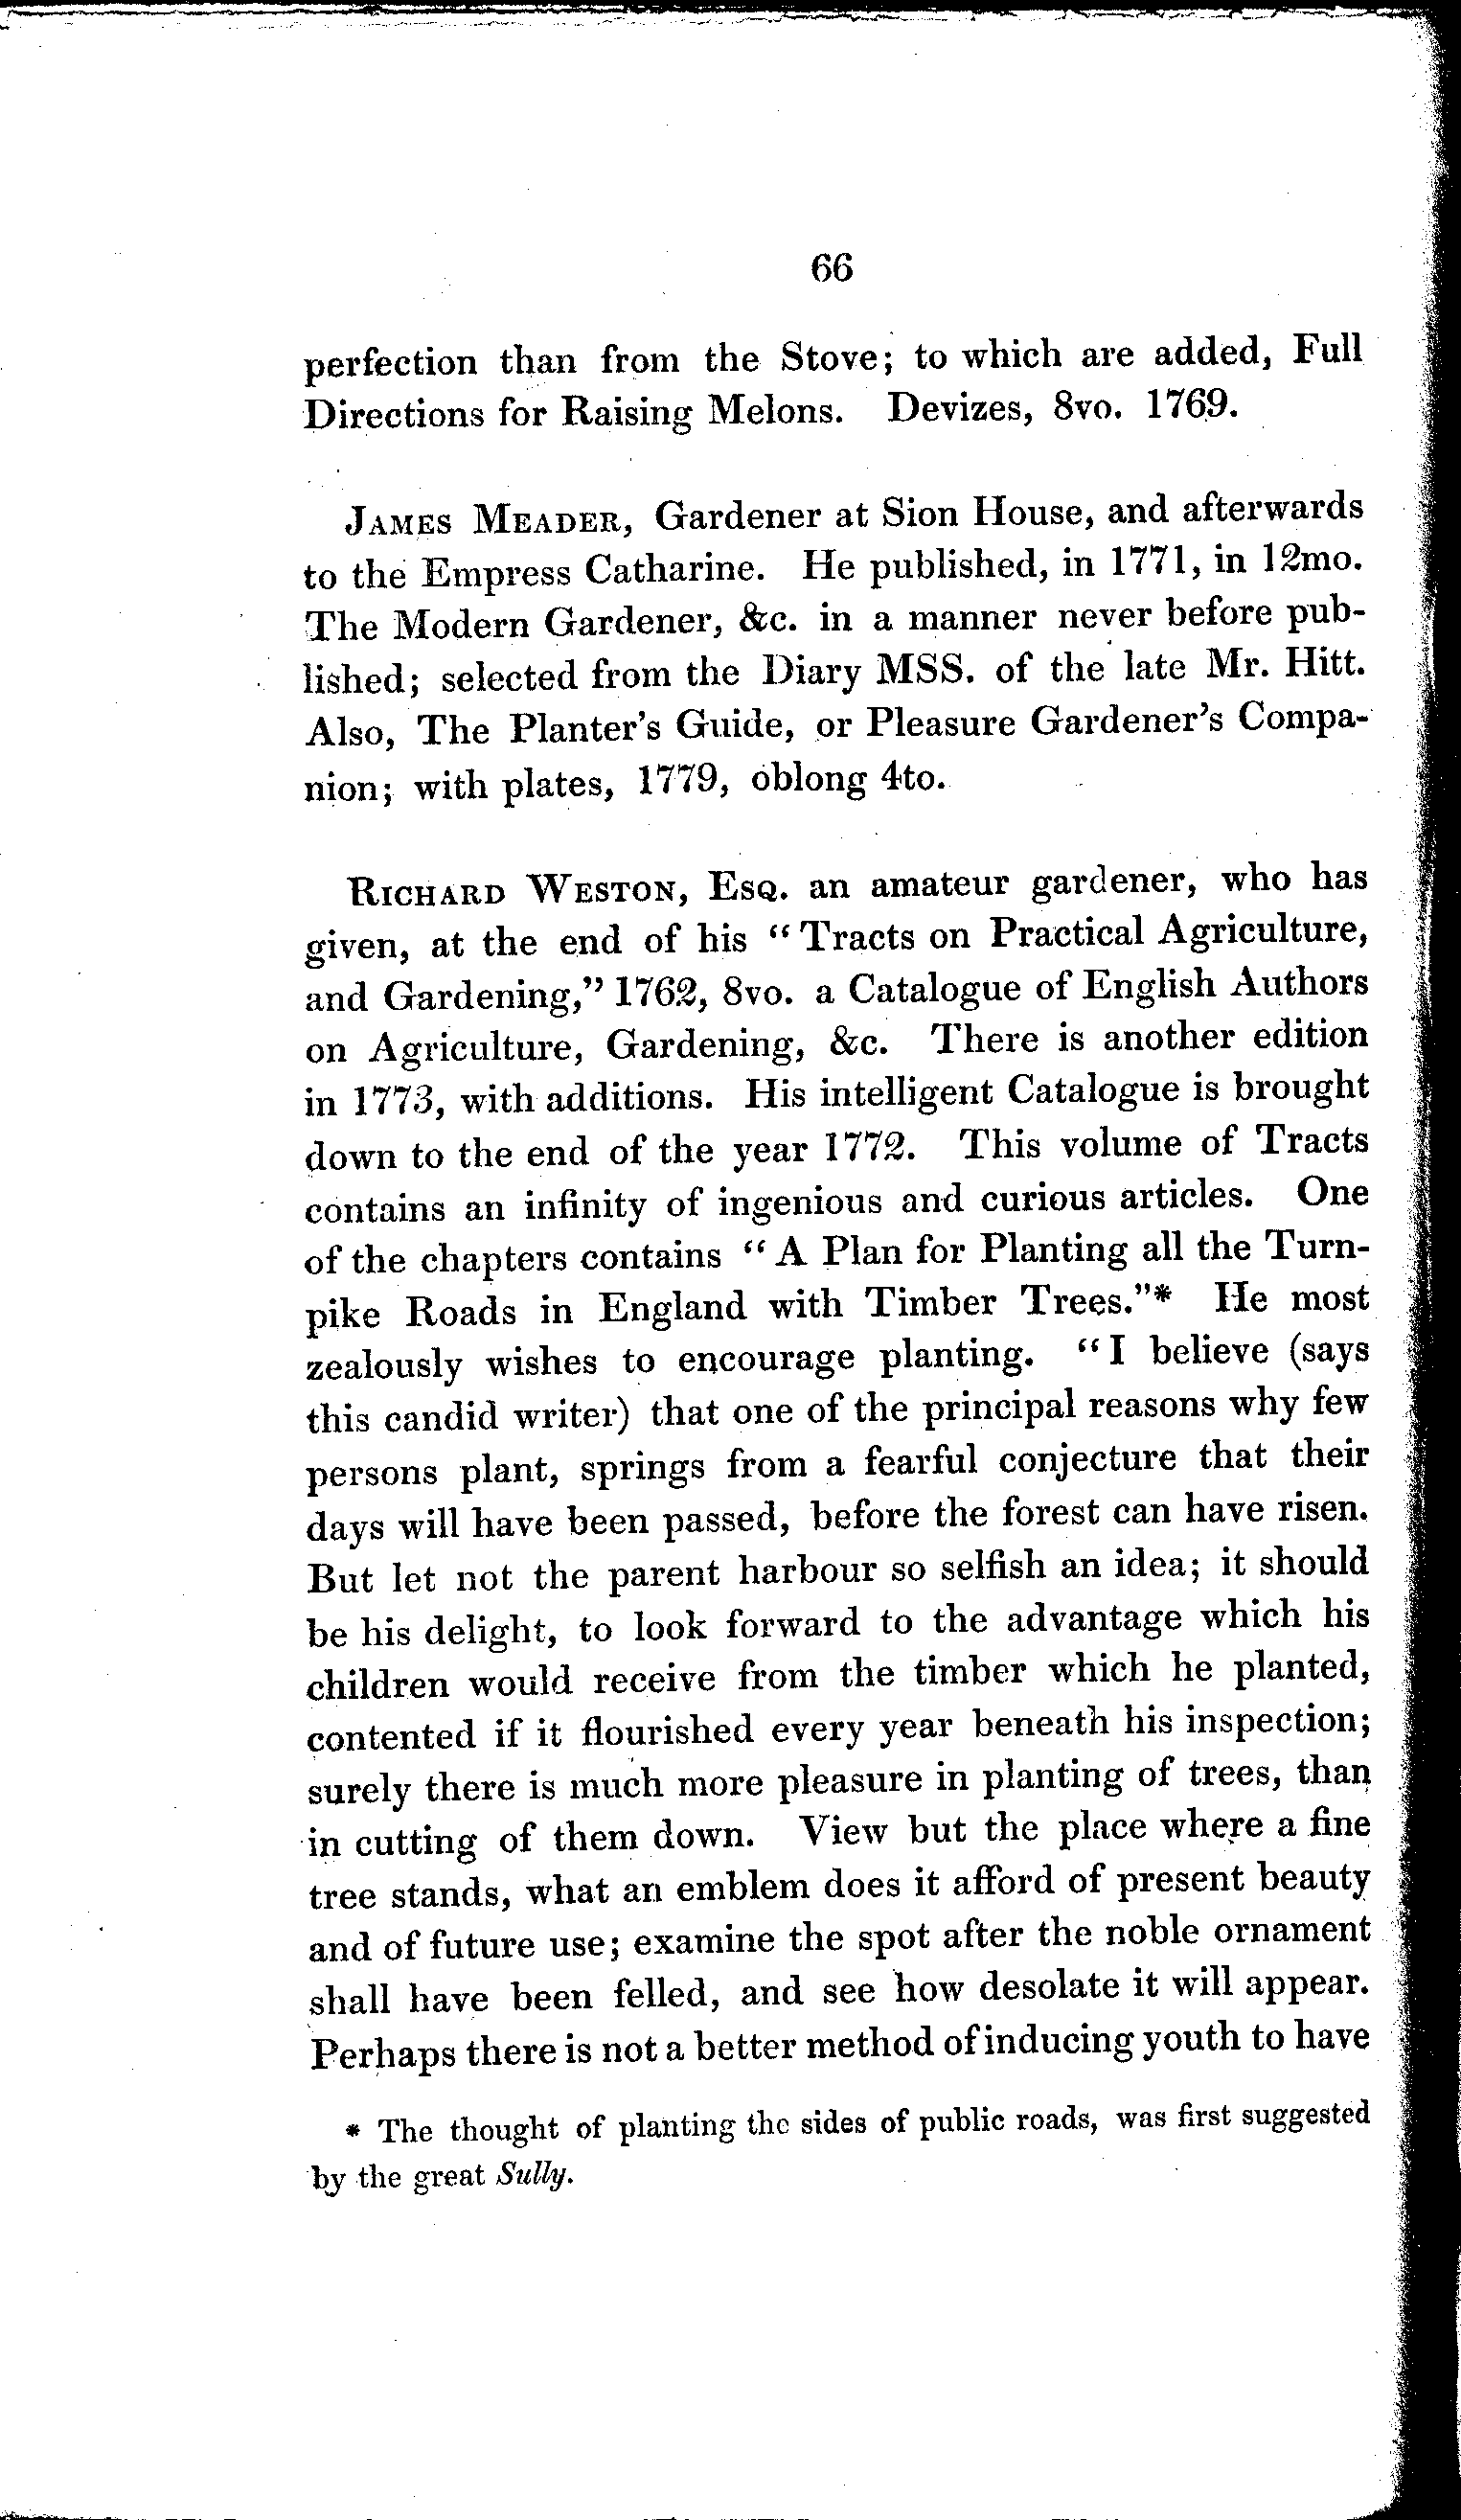 66
perfection than from the Stove; to which are added, Full
Directions for Raising Melons. Devizes, 8vo. 1769.
James Meader, Gardener at Sion House, and afterwards
to the Empress Catharine. He published, in 1771, in 12mo.
The Modern Gardener, &c. in a manner never before pub-
lished; selected from the Diary MSS. of the late Mr. Hitt.
Also, The Planter's Guide, or Pleasure Gardener's Compa-
nion; with plates, 1779, oblong 4to.
Richard Weston, Esq. an amateur gardener, who has
given, at the end of his "Tracts on Practical Agriculture,
and Gardening," 1762, 8vo. a Catalogue of English Authors
on Agriculture, Gardening, &c. There is another edition
in 1773, with additions. His intelligent Catalogue is brought
down to the end of the year 1772. This volume of Tracts
contains an infinity of ingenious and curious articles. One
of the chapters contains "A Plan for Planting all the Turn-
pike Roads in England with Timber Trees."* He most
zealously wishes to encourage planting. "I believe (says
this candid writer) that one of the principal reasons why few
persons plant, springs from a fearful conjecture that their
days will have been passed, before the forest can have risen.
But let not the parent harbour so selfish an idea; it should
be his delight, to look forward to the advantage which his
children would receive from the timber which he planted,
contented if it flourished every year beneath his inspection;
surely there is much more pleasure in planting of trees, than
in cutting of them down. View but the place where a fine
tree stands, what an emblem does it afford of present beauty
and of future use; examine the spot after the noble ornament
shall have been felled, and see how desolate it will appear.
Perhaps there is not a better method of inducing youth to have
* The thought of planting the sides of public roads, was first suggested
by the great Sully.